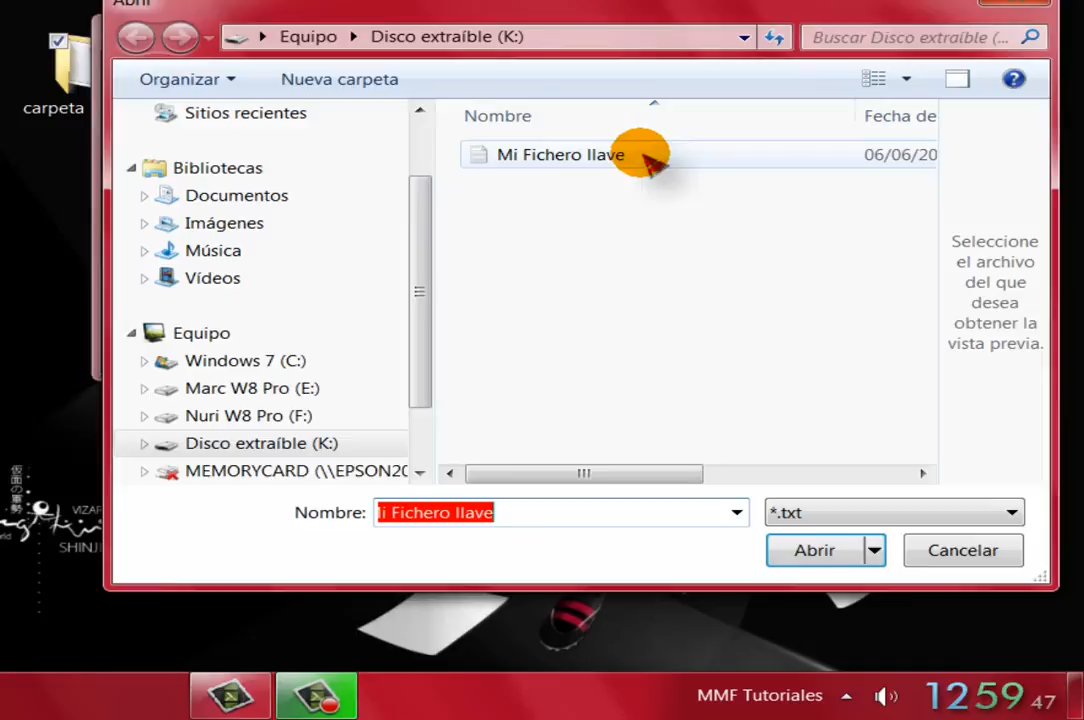 Abrir
carpeta
Equipo
Disco extraíble (K:)
Buscar Disco extraíble (...
Organizar
Nueva carpeta
Sitios recientes
Bibliotecas
Documentos
Imágenes
Música
Vídeos
Equipo
Windows 7 (C:)
Marc W8 Pro (E:)
Nuri W8 Pro (F:)
Disco extraíble (K:)
MEMORYCARD (\\EPSON20
Nombre
Fecha de
Mi Fichero llave
06/06/20
Seleccione
el archivo
del que
desea
obtener la
vista previa.
Nombre:
li Fichero llave
*.txt
Abrir
Cancelar
VIZAR
SHINJI
MMF Tutoriales
12 59 47